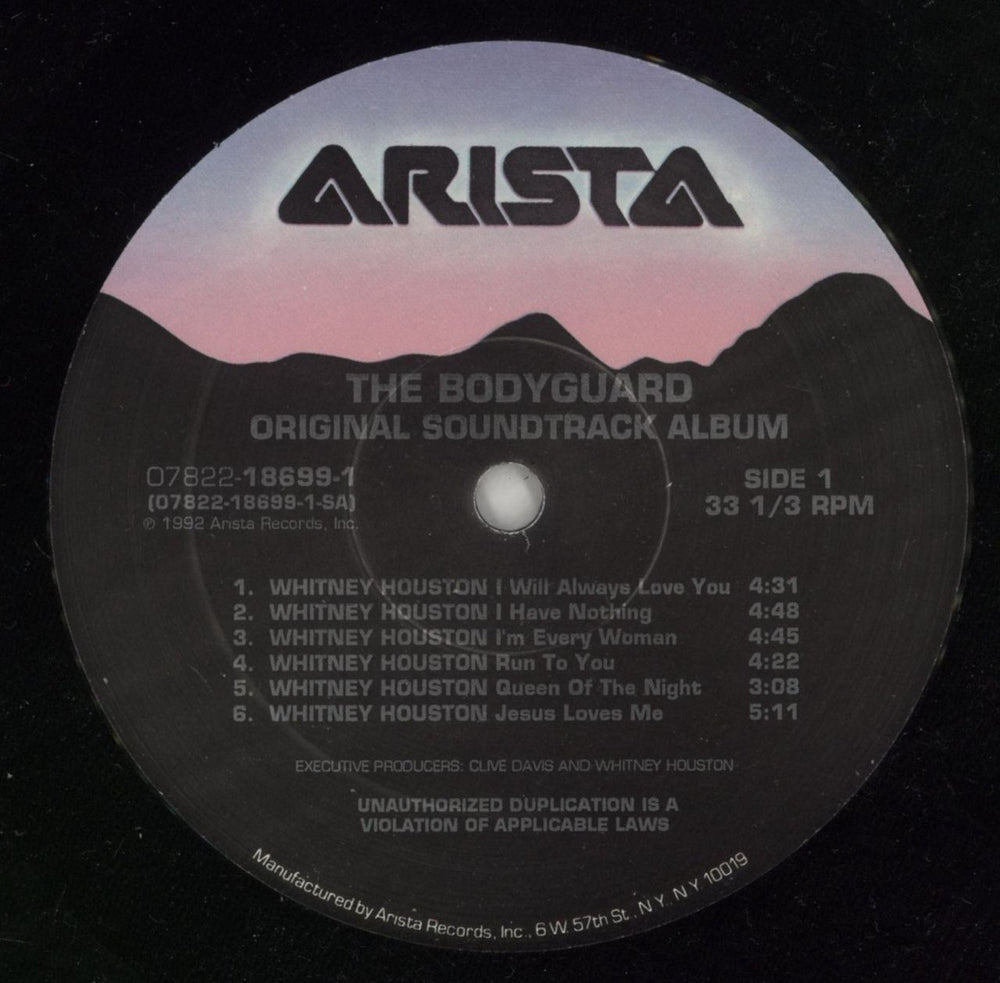 ARISTA
THE BODYGUARD
ORIGINAL SOUNDTRACK ALBUM
07822-18699-1
(07822-18699-1-SA)
℗ 1992 Arista Records, Inc.
SIDE 1
33 1/3 RPM
1. WHITNEY HOUSTON I Will Always Love You 4:31
2. WHITNEY HOUSTON I Have Nothing 4:48
3. WHITNEY HOUSTON I'm Every Woman 4:45
4. WHITNEY HOUSTON Run To You 4:22
5. WHITNEY HOUSTON Queen Of The Night 3:08
6. WHITNEY HOUSTON Jesus Loves Me 5:11
EXECUTIVE PRODUCERS: CLIVE DAVIS AND WHITNEY HOUSTON
UNAUTHORIZED DUPLICATION IS A
VIOLATION OF APPLICABLE LAWS
Manufactured by Arista Records, Inc., 6 W. 57th St., N.Y. N.Y. 10019